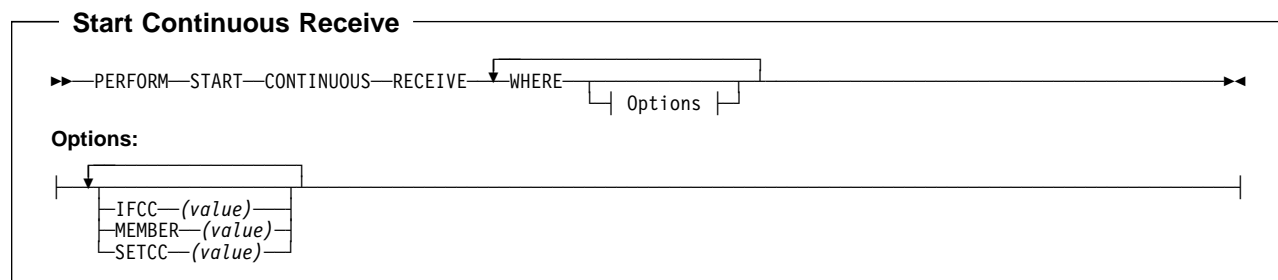 Start Continuous Receive
►►──PERFORM──START──CONTINUOUS──RECEIVE────WHERE────►◄
Options
Options:
IFCC──(value)
MEMBER──(value)
SETCC──(value)